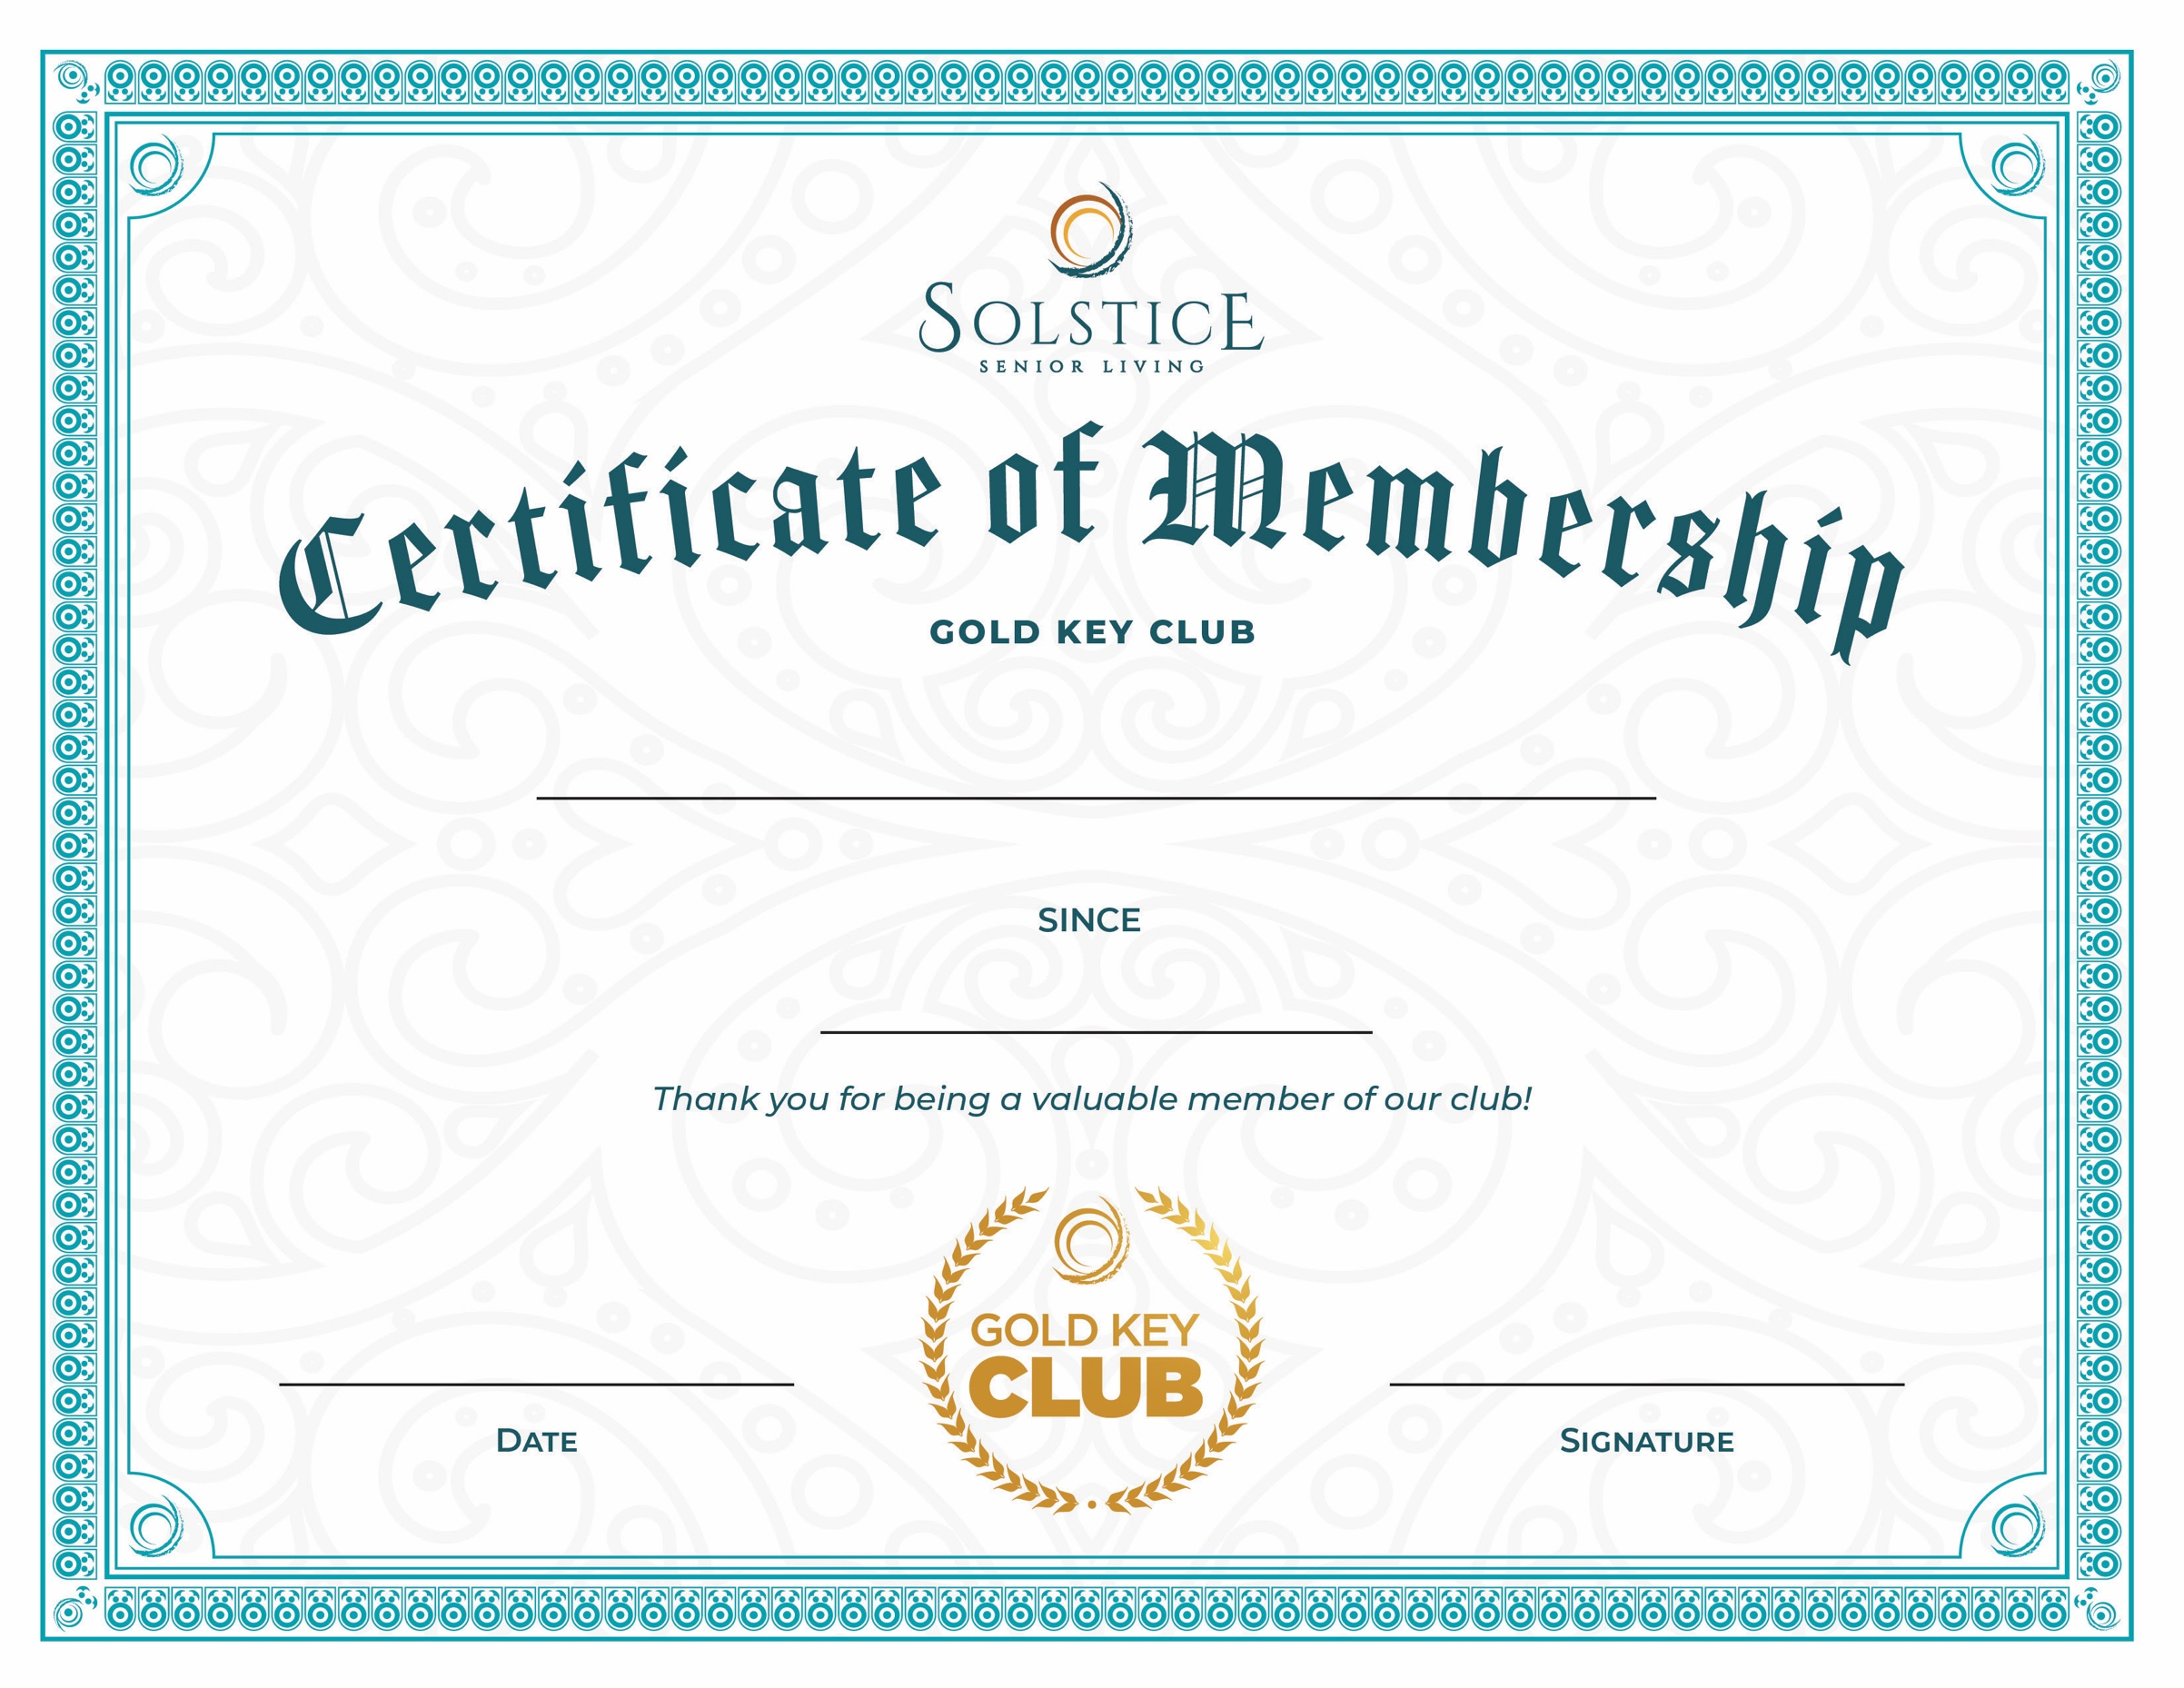 SOLSTICE
SENIOR LIVING
Certificate of Membership
GOLD KEY CLUB
SINCE
Thank you for being a valuable member of our club!
GOLD KEY
CLUB
DATE
SIGNATURE